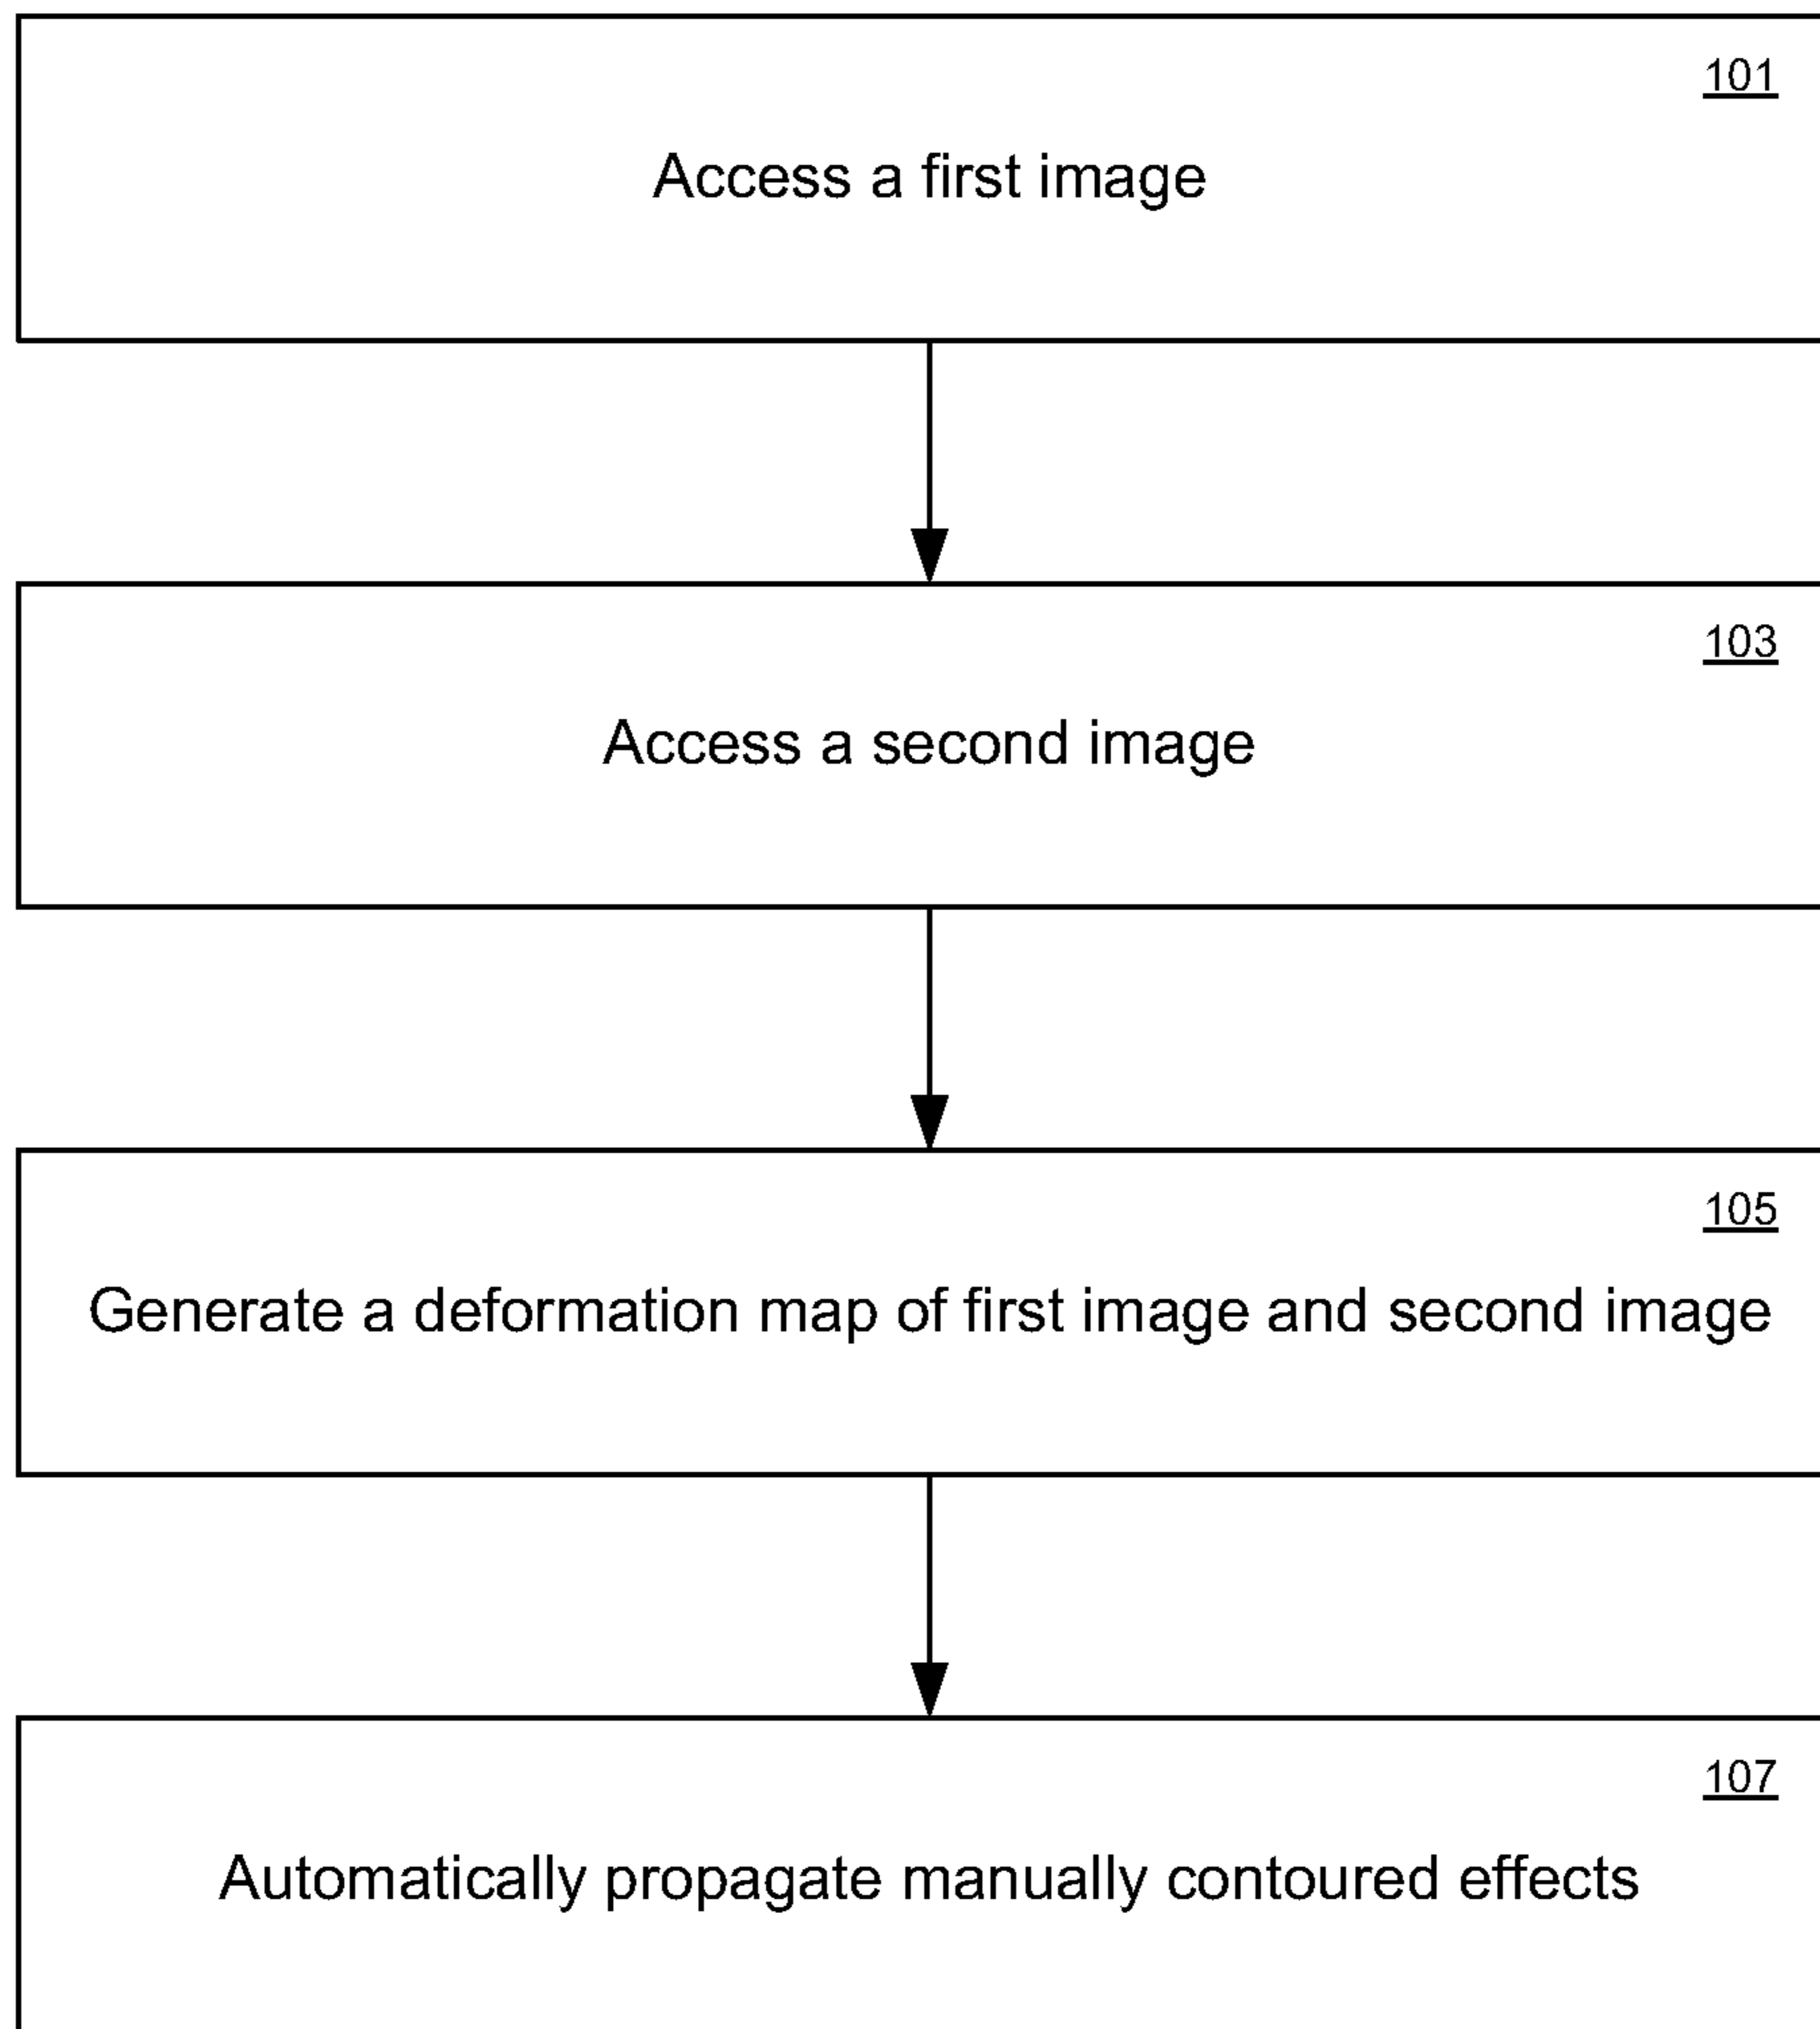 101
Access a first image
103
Access a second image
105
Generate a deformation map of first image and second image
107
Automatically propagate manually contoured effects